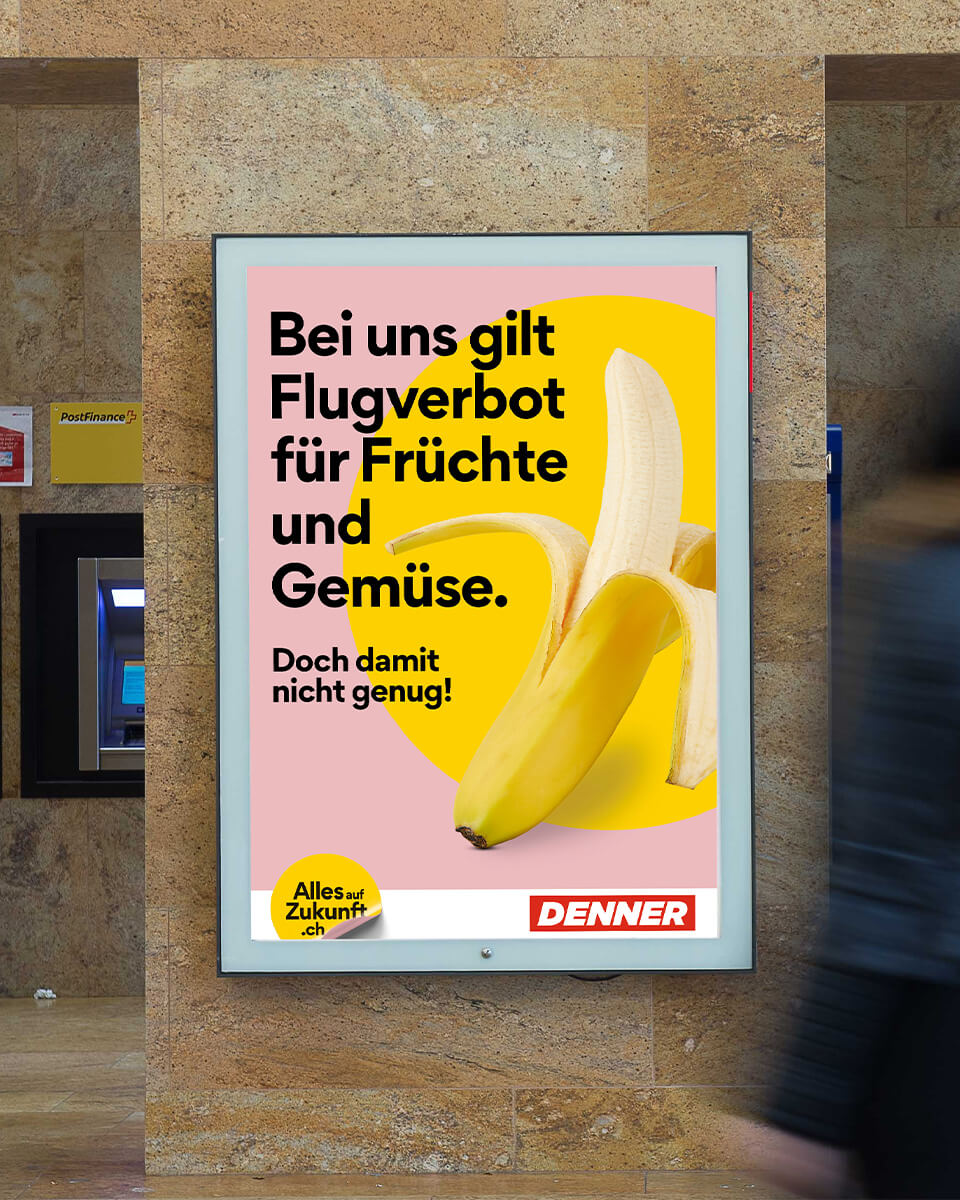 Bei uns gilt
Flugverbot
für Früchte
und
Gemüse.
Doch damit
nicht genug!
Alles auf
Zukunft
.ch
DENNER
PostFinance